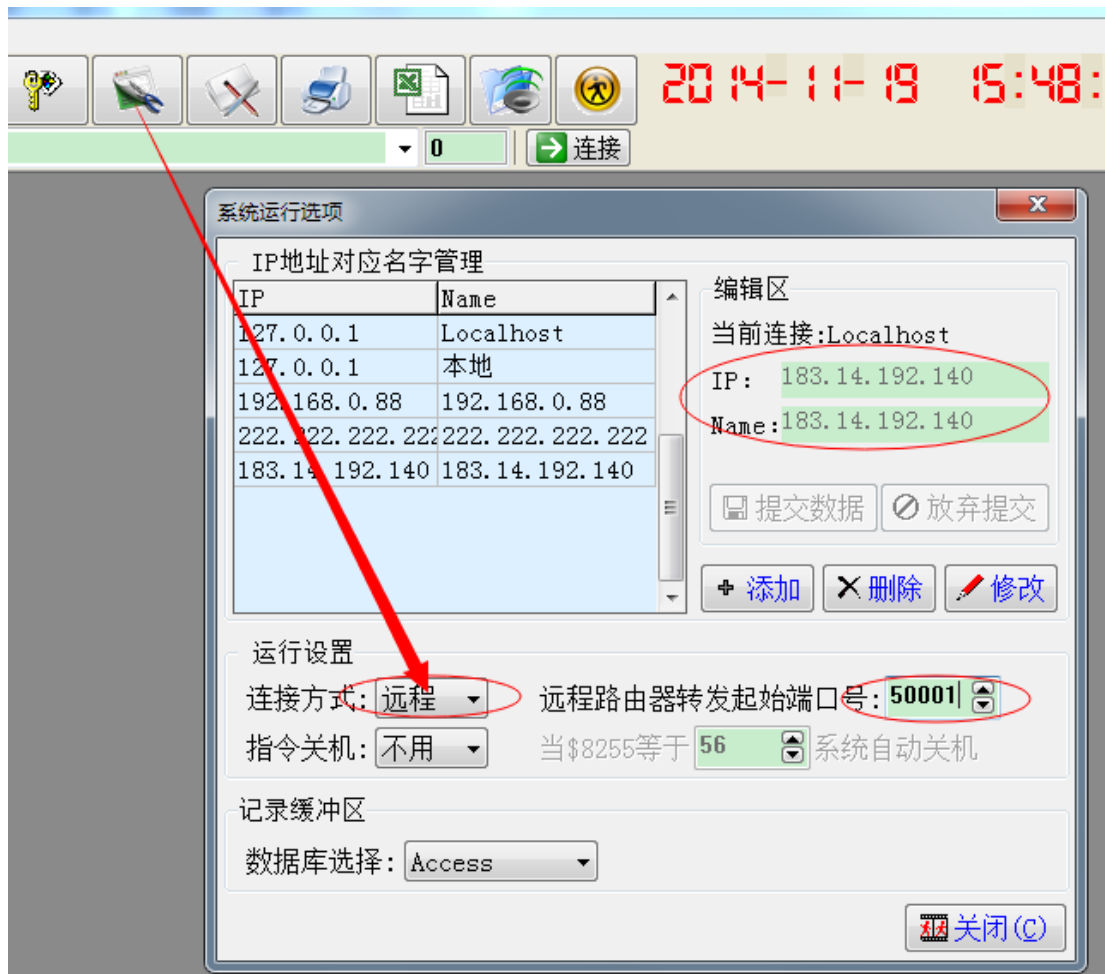 2014-11-19 15:48:
0 连接
系统运行选项
IP地址对应名字管理
IP Name
127.0.0.1 Localhost
127.0.0.1 本地
192.168.0.88 192.168.0.88
222.222.222.222 222.222.222.222
183.14.192.140 183.14.192.140
编辑区
当前连接:Localhost
IP: 183.14.192.140
Name:183.14.192.140
提交数据 放弃提交
添加 删除 修改
运行设置
连接方式: 远程 远程路由器转发起始端口号: 50001
指令关机: 不用 当$8255等于 56 系统自动关机
记录缓冲区
数据库选择: Access
关闭(C)